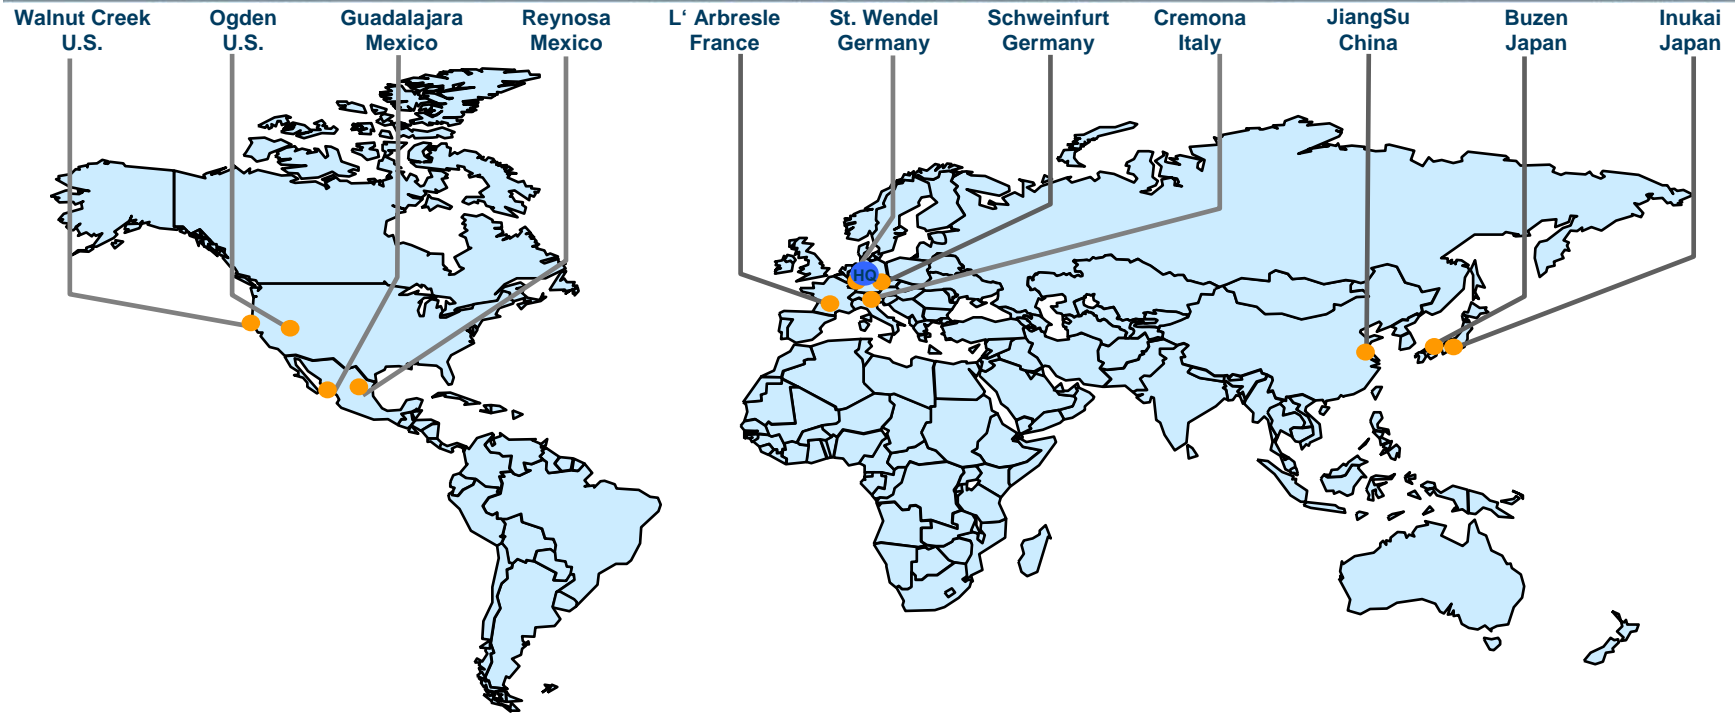 Walnut Creek
U.S.
Ogden
U.S.
Guadalajara
Mexico
Reynosa
Mexico
L‘ Arbresle
France
St. Wendel
Germany
Schweinfurt
Germany
Cremona
Italy
JiangSu
China
Buzen
Japan
Inukai
Japan
HQ